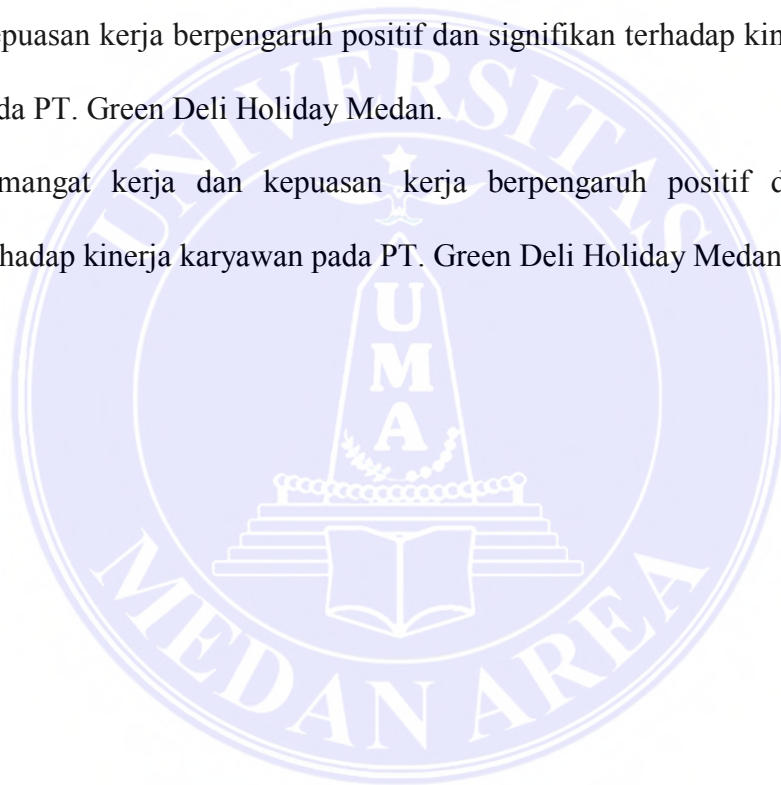 epuasan kerja berpengaruh positif dan signifikan terhadap kin
da PT. Green Deli Holiday Medan.
mangat kerja dan kepuasan kerja berpengaruh positif d
hadap kinerja karyawan pada PT. Green Deli Holiday Medan
UNIVERSITAS
UMA
MEDAN AREA